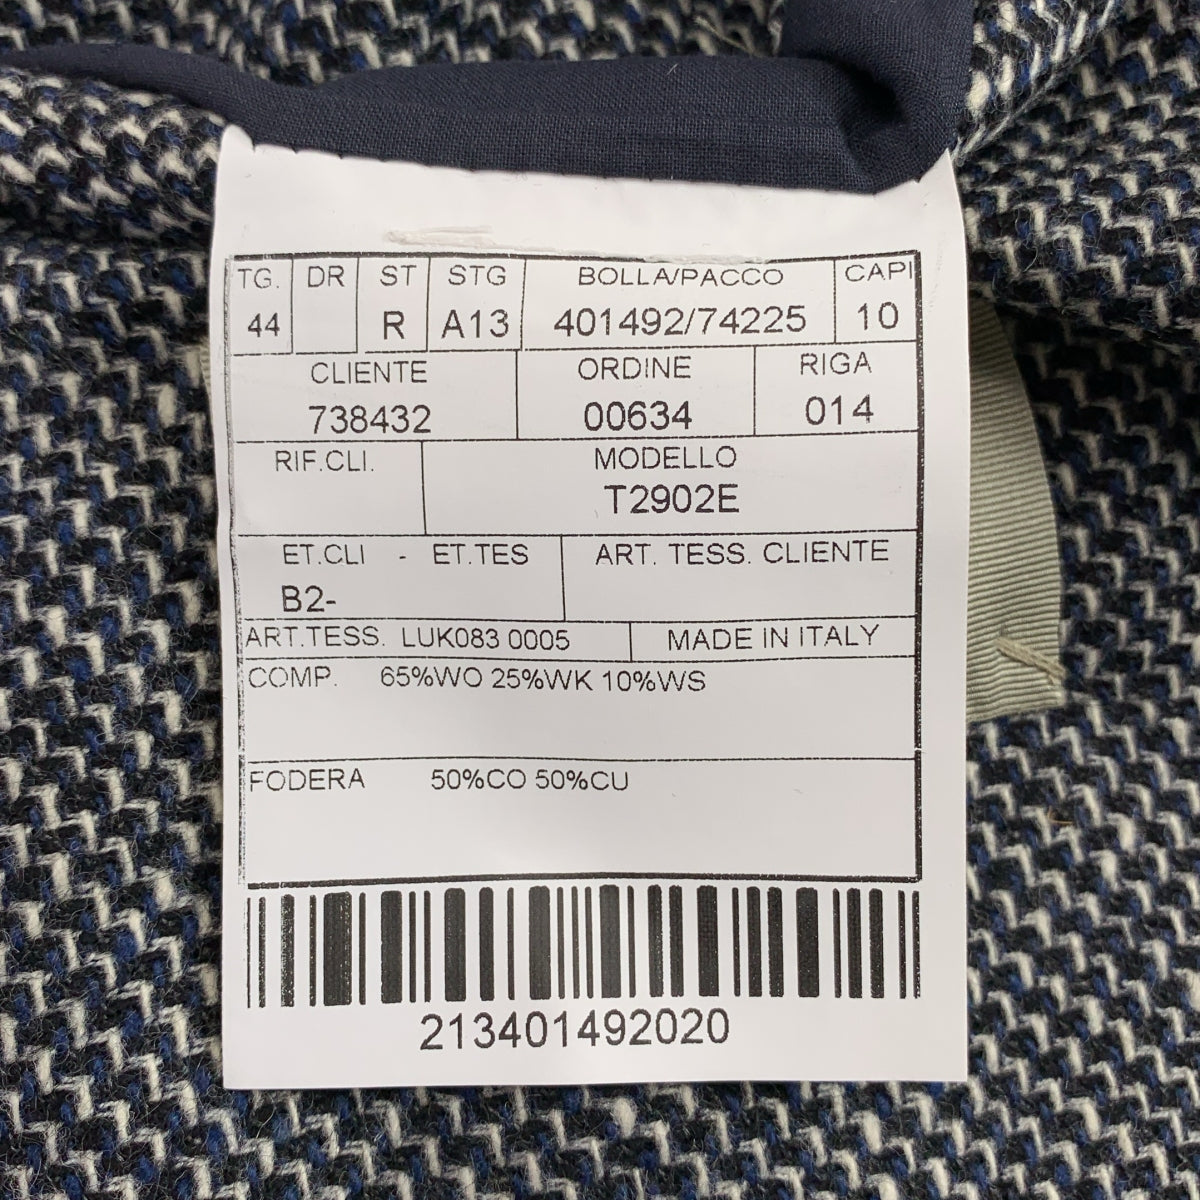 TG. DR ST STG BOLLA/PACCO CAPI
44 R A13 401492/74225 10
CLIENTE ORDINE RIGA
738432 00634 014
RIF.CLI. MODELLO
T2902E
ET.CLI - ET.TES ART. TESS. CLIENTE
B2-
ART.TESS. LUK083 0005 MADE IN ITALY
COMP. 65%WO 25%WK 10%WS
FODERA 50%CO 50%CU
213401492020